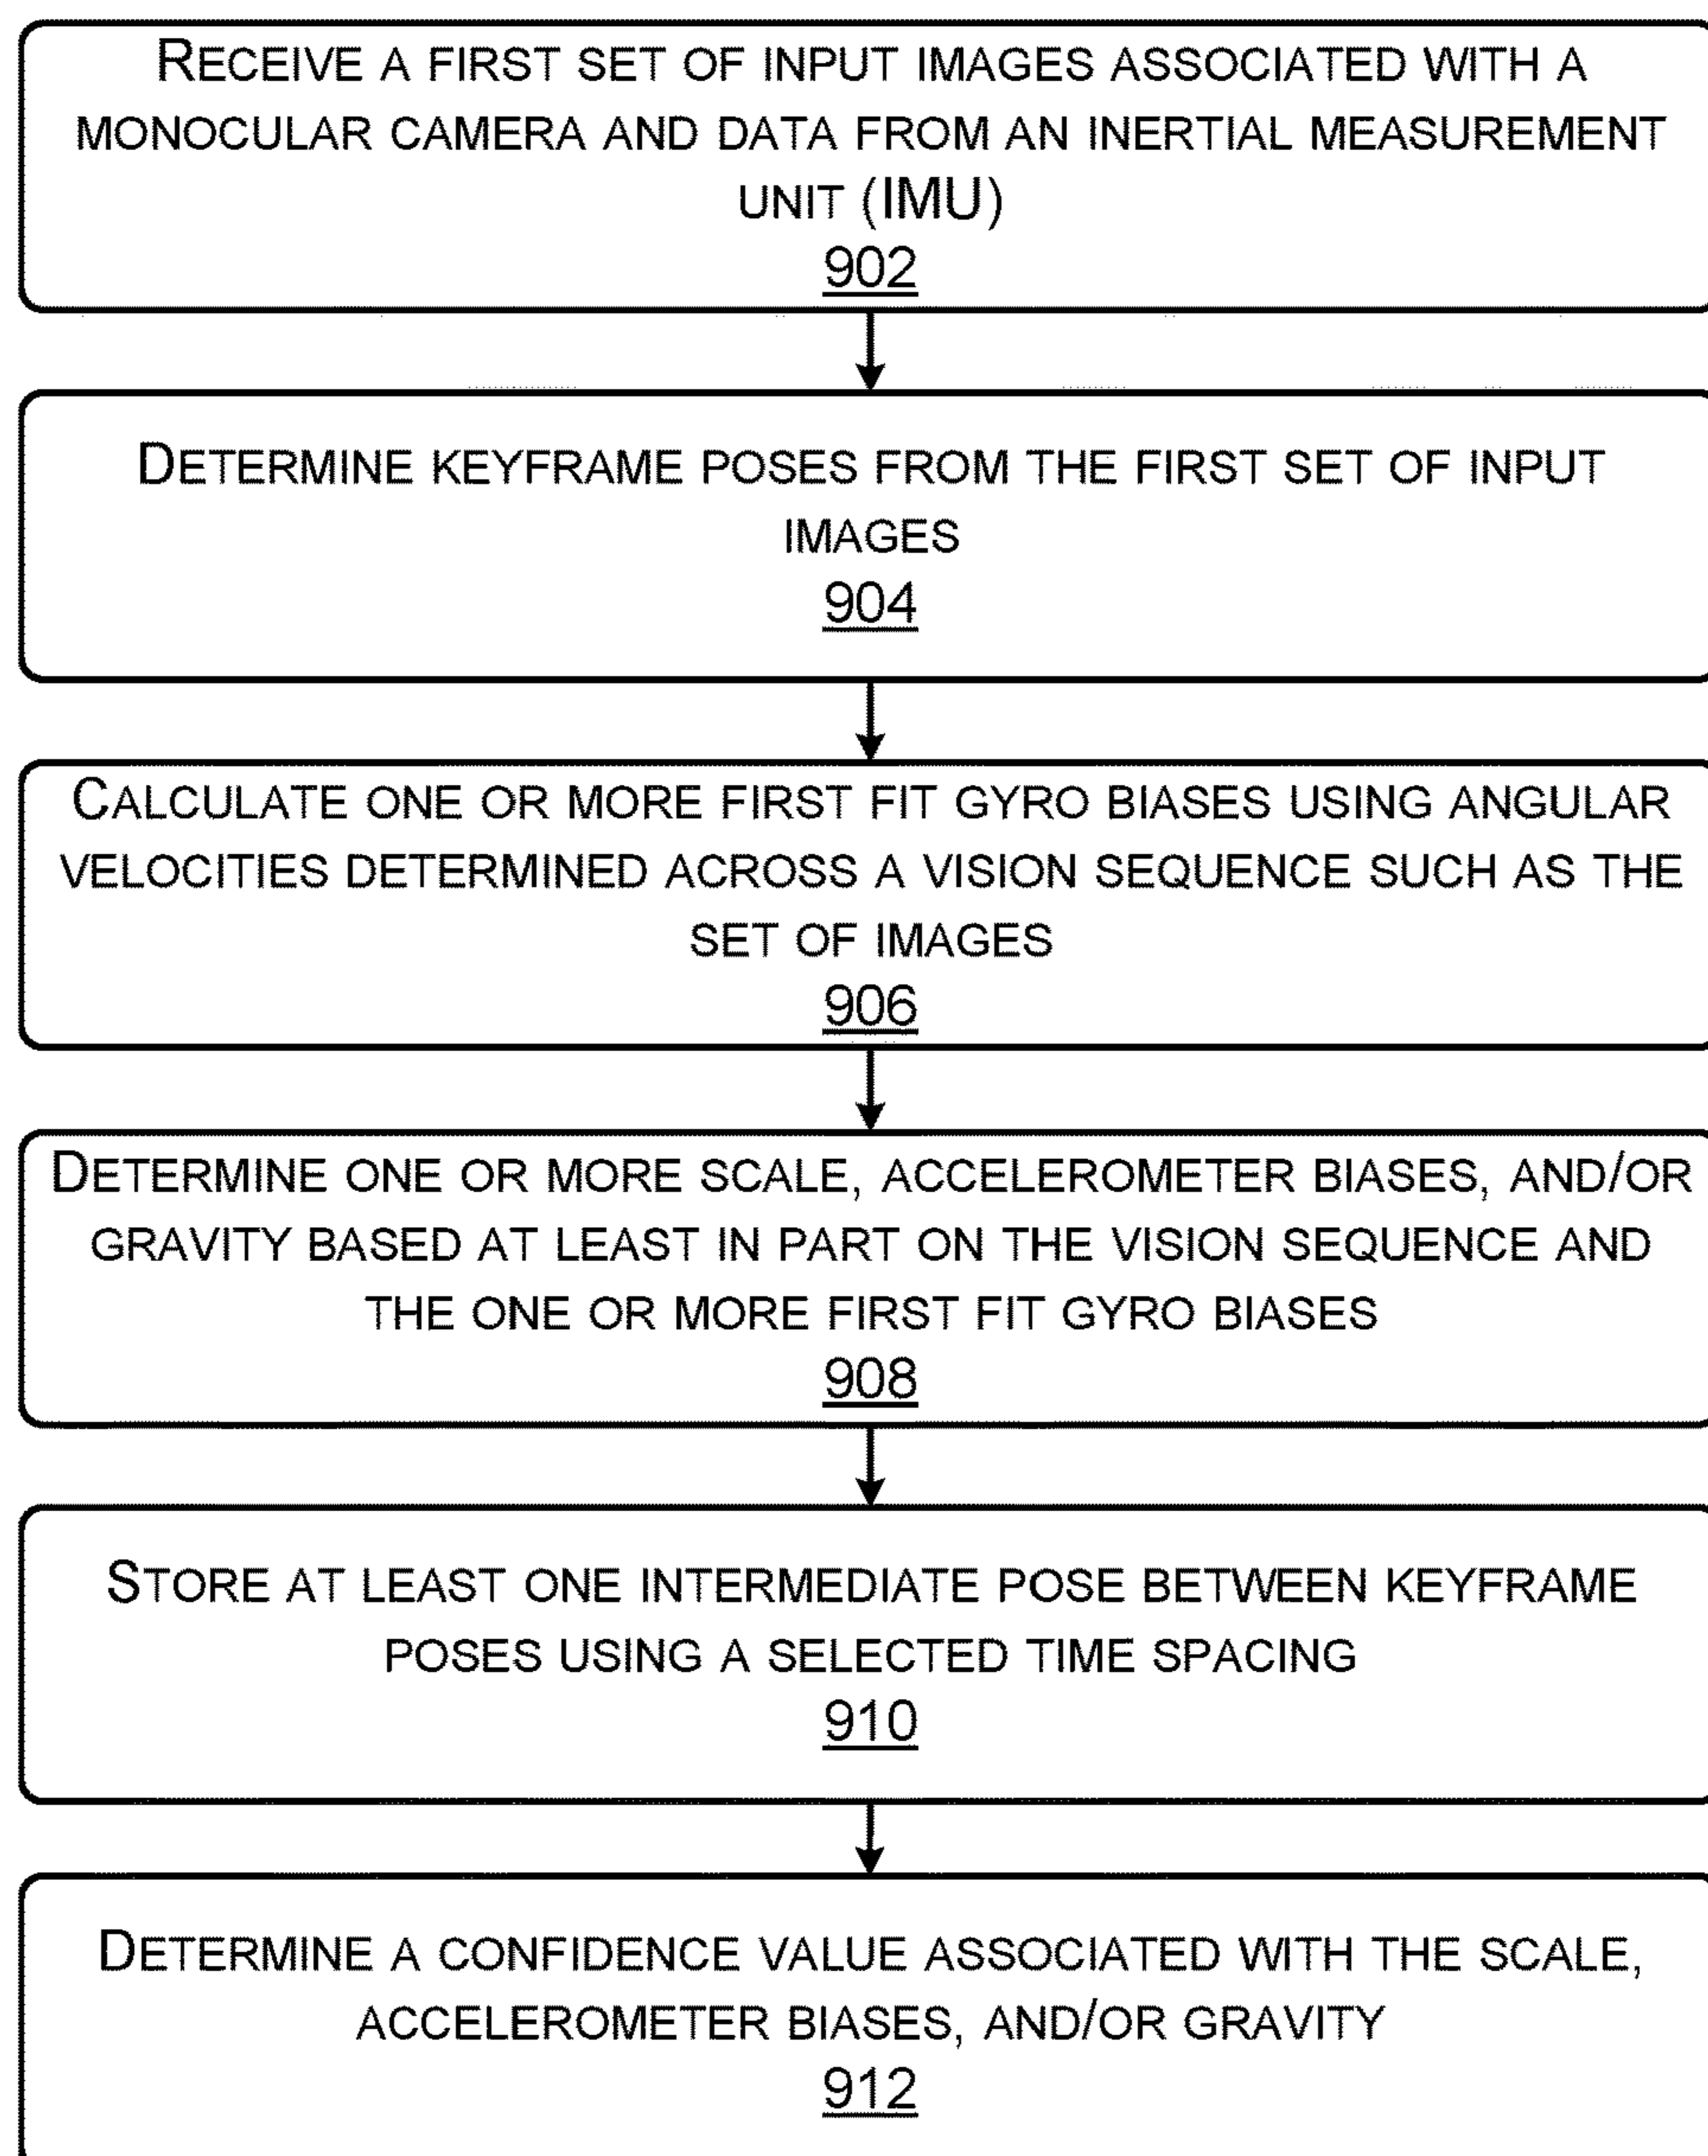 RECEIVE A FIRST SET OF INPUT IMAGES ASSOCIATED WITH A
MONOCULAR CAMERA AND DATA FROM AN INERTIAL MEASUREMENT
UNIT (IMU)
902
DETERMINE KEYFRAME POSES FROM THE FIRST SET OF INPUT
IMAGES
904
CALCULATE ONE OR MORE FIRST FIT GYRO BIASES USING ANGULAR
VELOCITIES DETERMINED ACROSS A VISION SEQUENCE SUCH AS THE
SET OF IMAGES
906
DETERMINE ONE OR MORE SCALE, ACCELEROMETER BIASES, AND/OR
GRAVITY BASED AT LEAST IN PART ON THE VISION SEQUENCE AND
THE ONE OR MORE FIRST FIT GYRO BIASES
908
STORE AT LEAST ONE INTERMEDIATE POSE BETWEEN KEYFRAME
POSES USING A SELECTED TIME SPACING
910
DETERMINE A CONFIDENCE VALUE ASSOCIATED WITH THE SCALE,
ACCELEROMETER BIASES, AND/OR GRAVITY
912